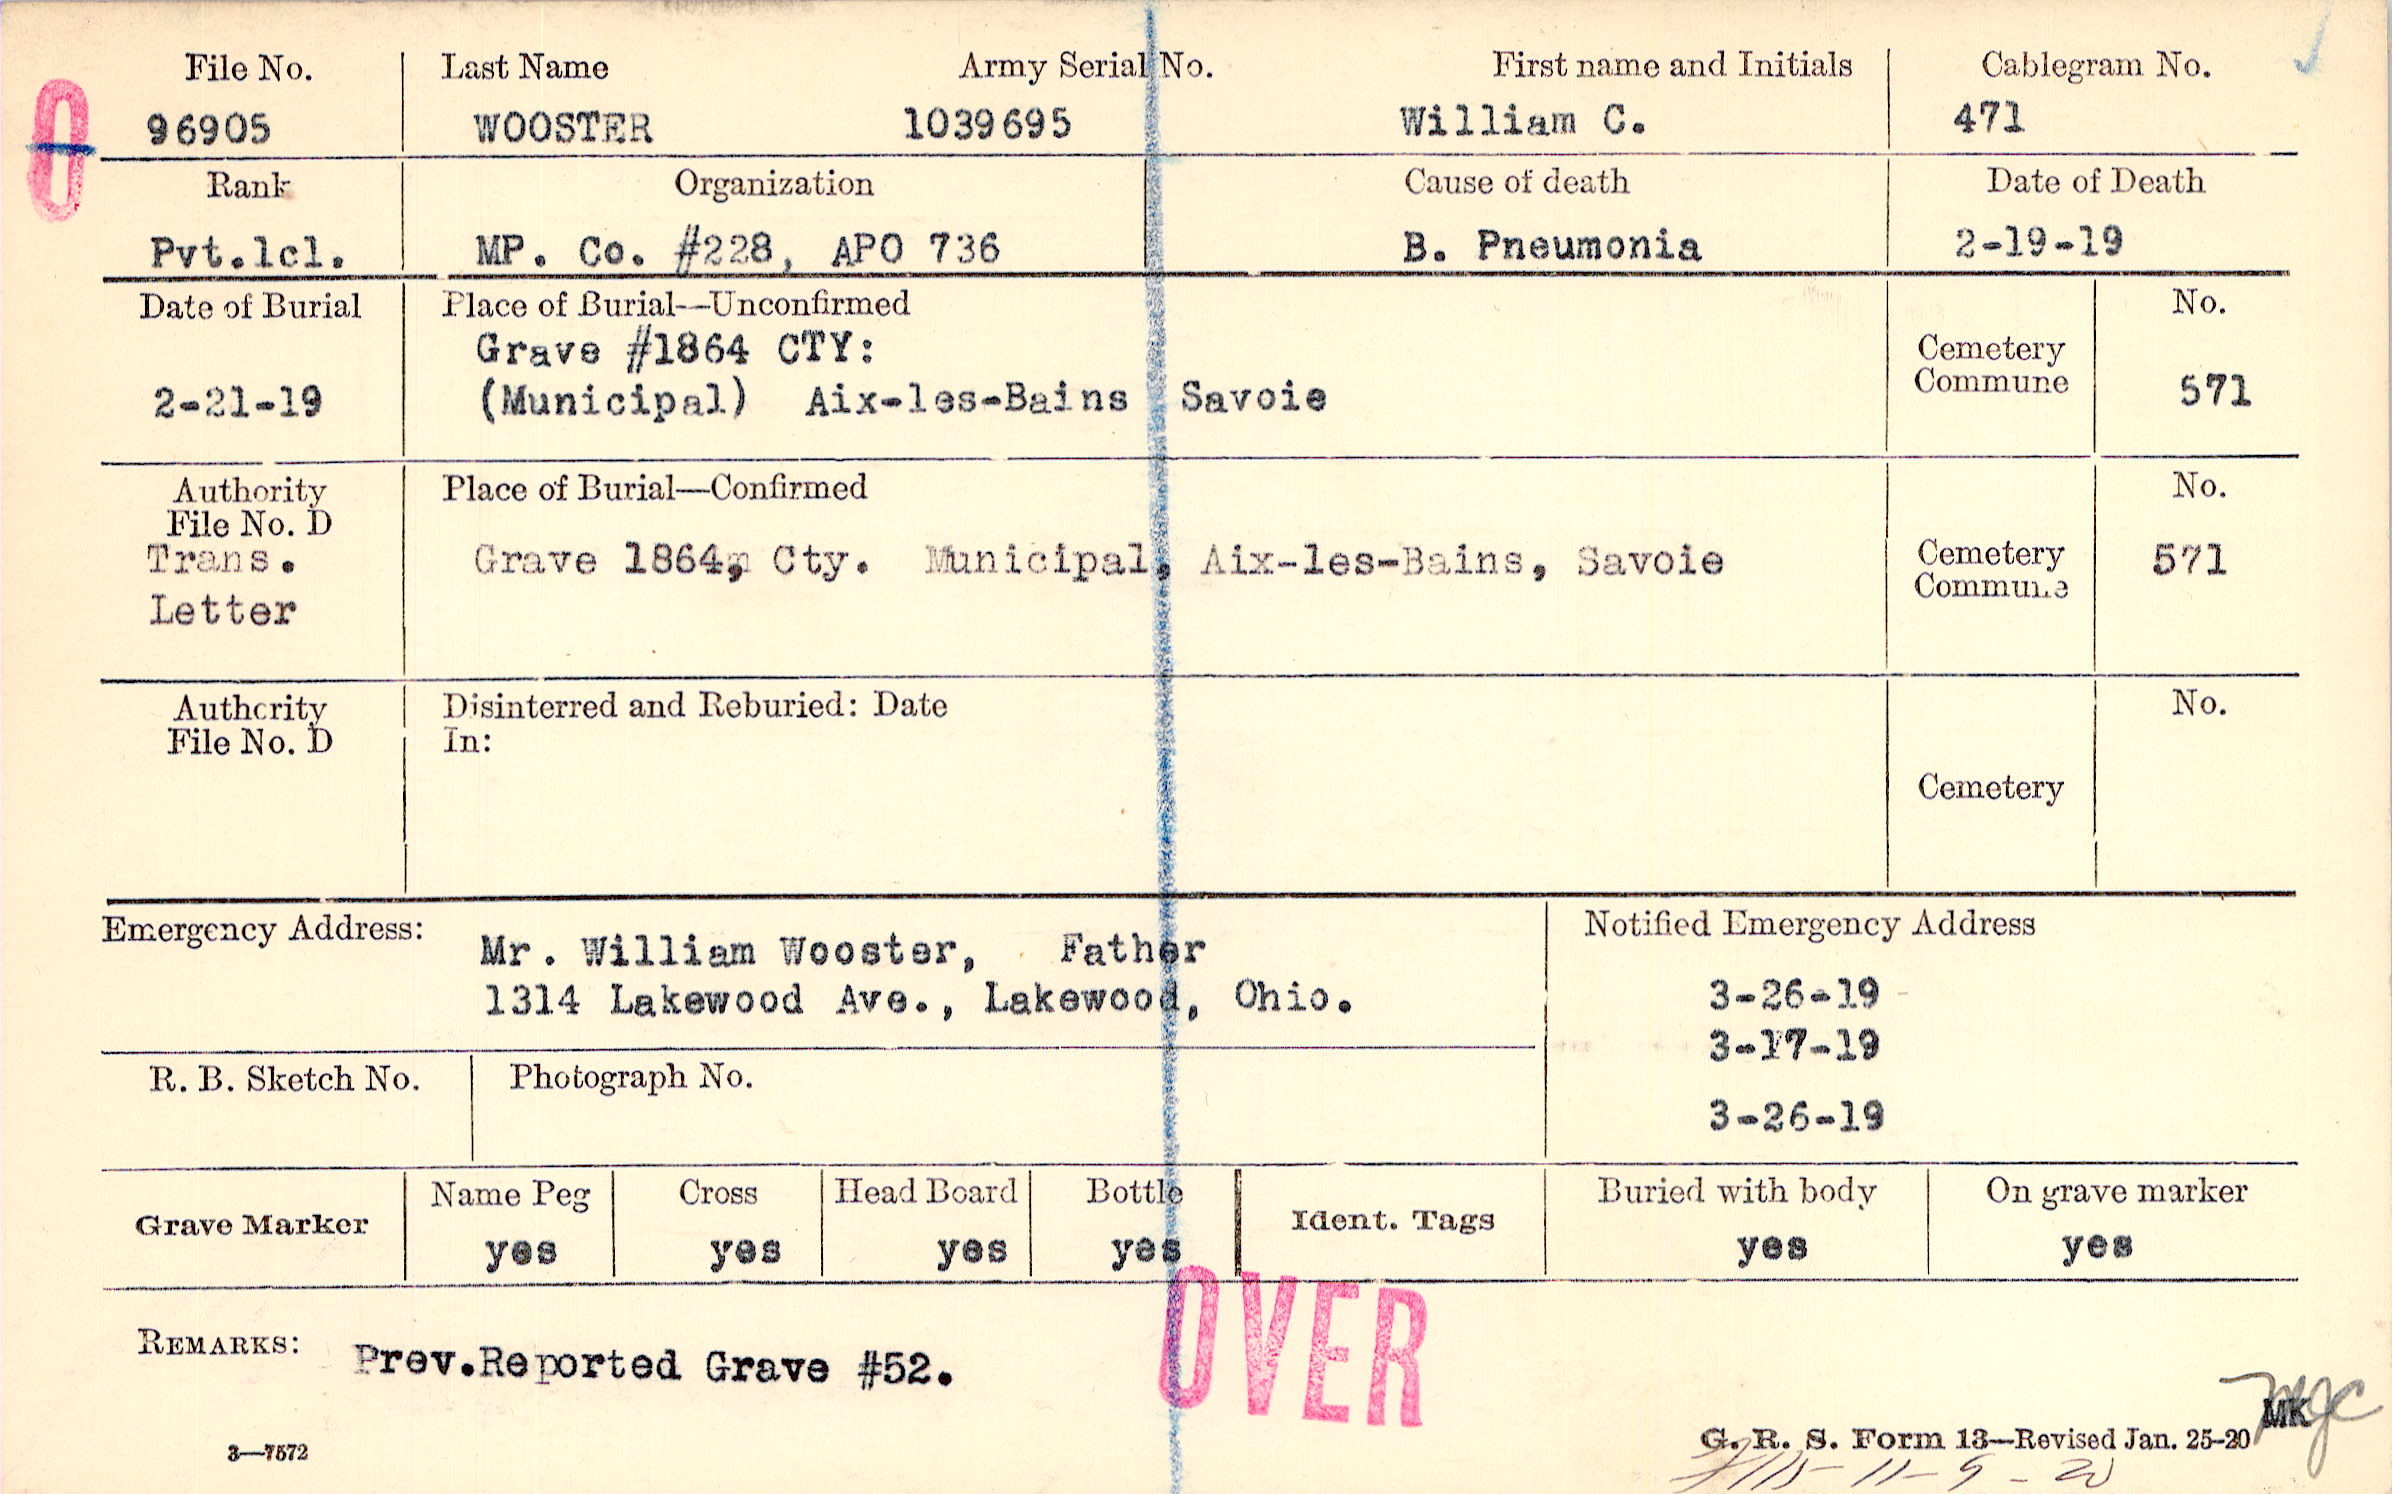 File No. Last Name Army Serial No. First name and Initials Cablegram No.
0 96905 WOOSTER 1039695 William C. 471
Rank Organization Cause of death Date of Death
Pvt.1cl. MP. Co. #228, APO 736 B. Pneumonia 2-19-19
Date of Burial Place of Burial—Unconfirmed No.
Grave #1864 CTY: Cemetery
2-21-19 (Municipal) Aix-les-Bains Savoie Commune 571
Authority Place of Burial—Confirmed No.
File No. D
Trans. Grave 1864, Cty. Municipal, Aix-les-Bains, Savoie Cemetery 571
Letter Commune
Authority Disinterred and Reburied: Date No.
File No. D In:
Cemetery
Emergency Address: Notified Emergency Address
Mr. William Wooster, Father
1314 Lakewood Ave., Lakewood, Ohio. 3-26-19
3-17-19
R. B. Sketch No. Photograph No.
3-26-19
Grave Marker Name Peg Cross Head Board Bottle Ident. Tags Buried with body On grave marker
yes yes yes yes yes yes
OVER
REMARKS: Prev.Reported Grave #52.
MK
3—7572 G. R. S. Form 13—Revised Jan. 25-20